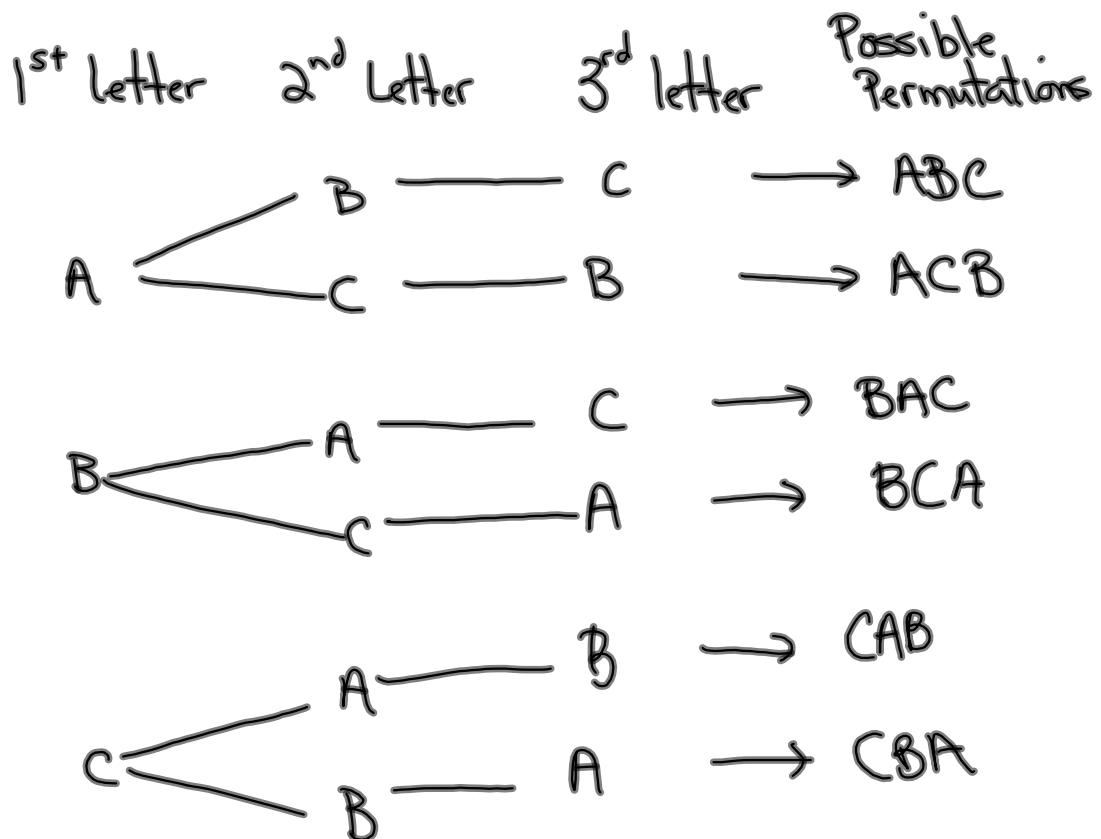 1st letter 2nd Letter 3rd letter Possible Permutations
B C ABC
A
C B ACB
A C BAC
B
C A BCA
A B CAB
C
B A CBA